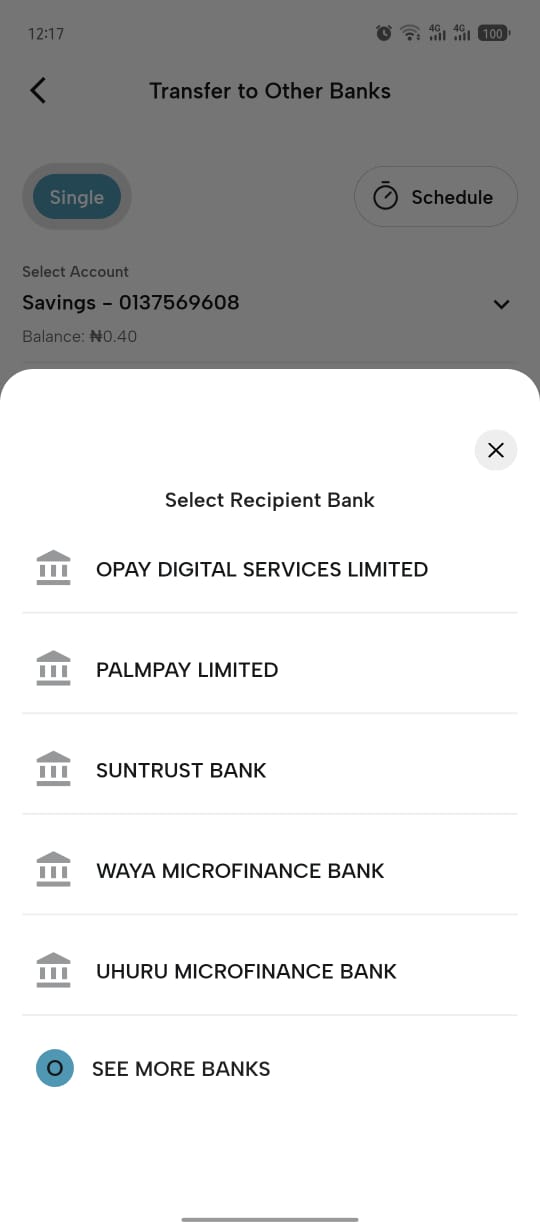 12:17
4G 4G 100
Transfer to Other Banks
Single
Schedule
Select Account
Savings – 0137569608
Balance: ₦0.40
Select Recipient Bank
OPAY DIGITAL SERVICES LIMITED
PALMPAY LIMITED
SUNTRUST BANK
WAYA MICROFINANCE BANK
UHURU MICROFINANCE BANK
O SEE MORE BANKS